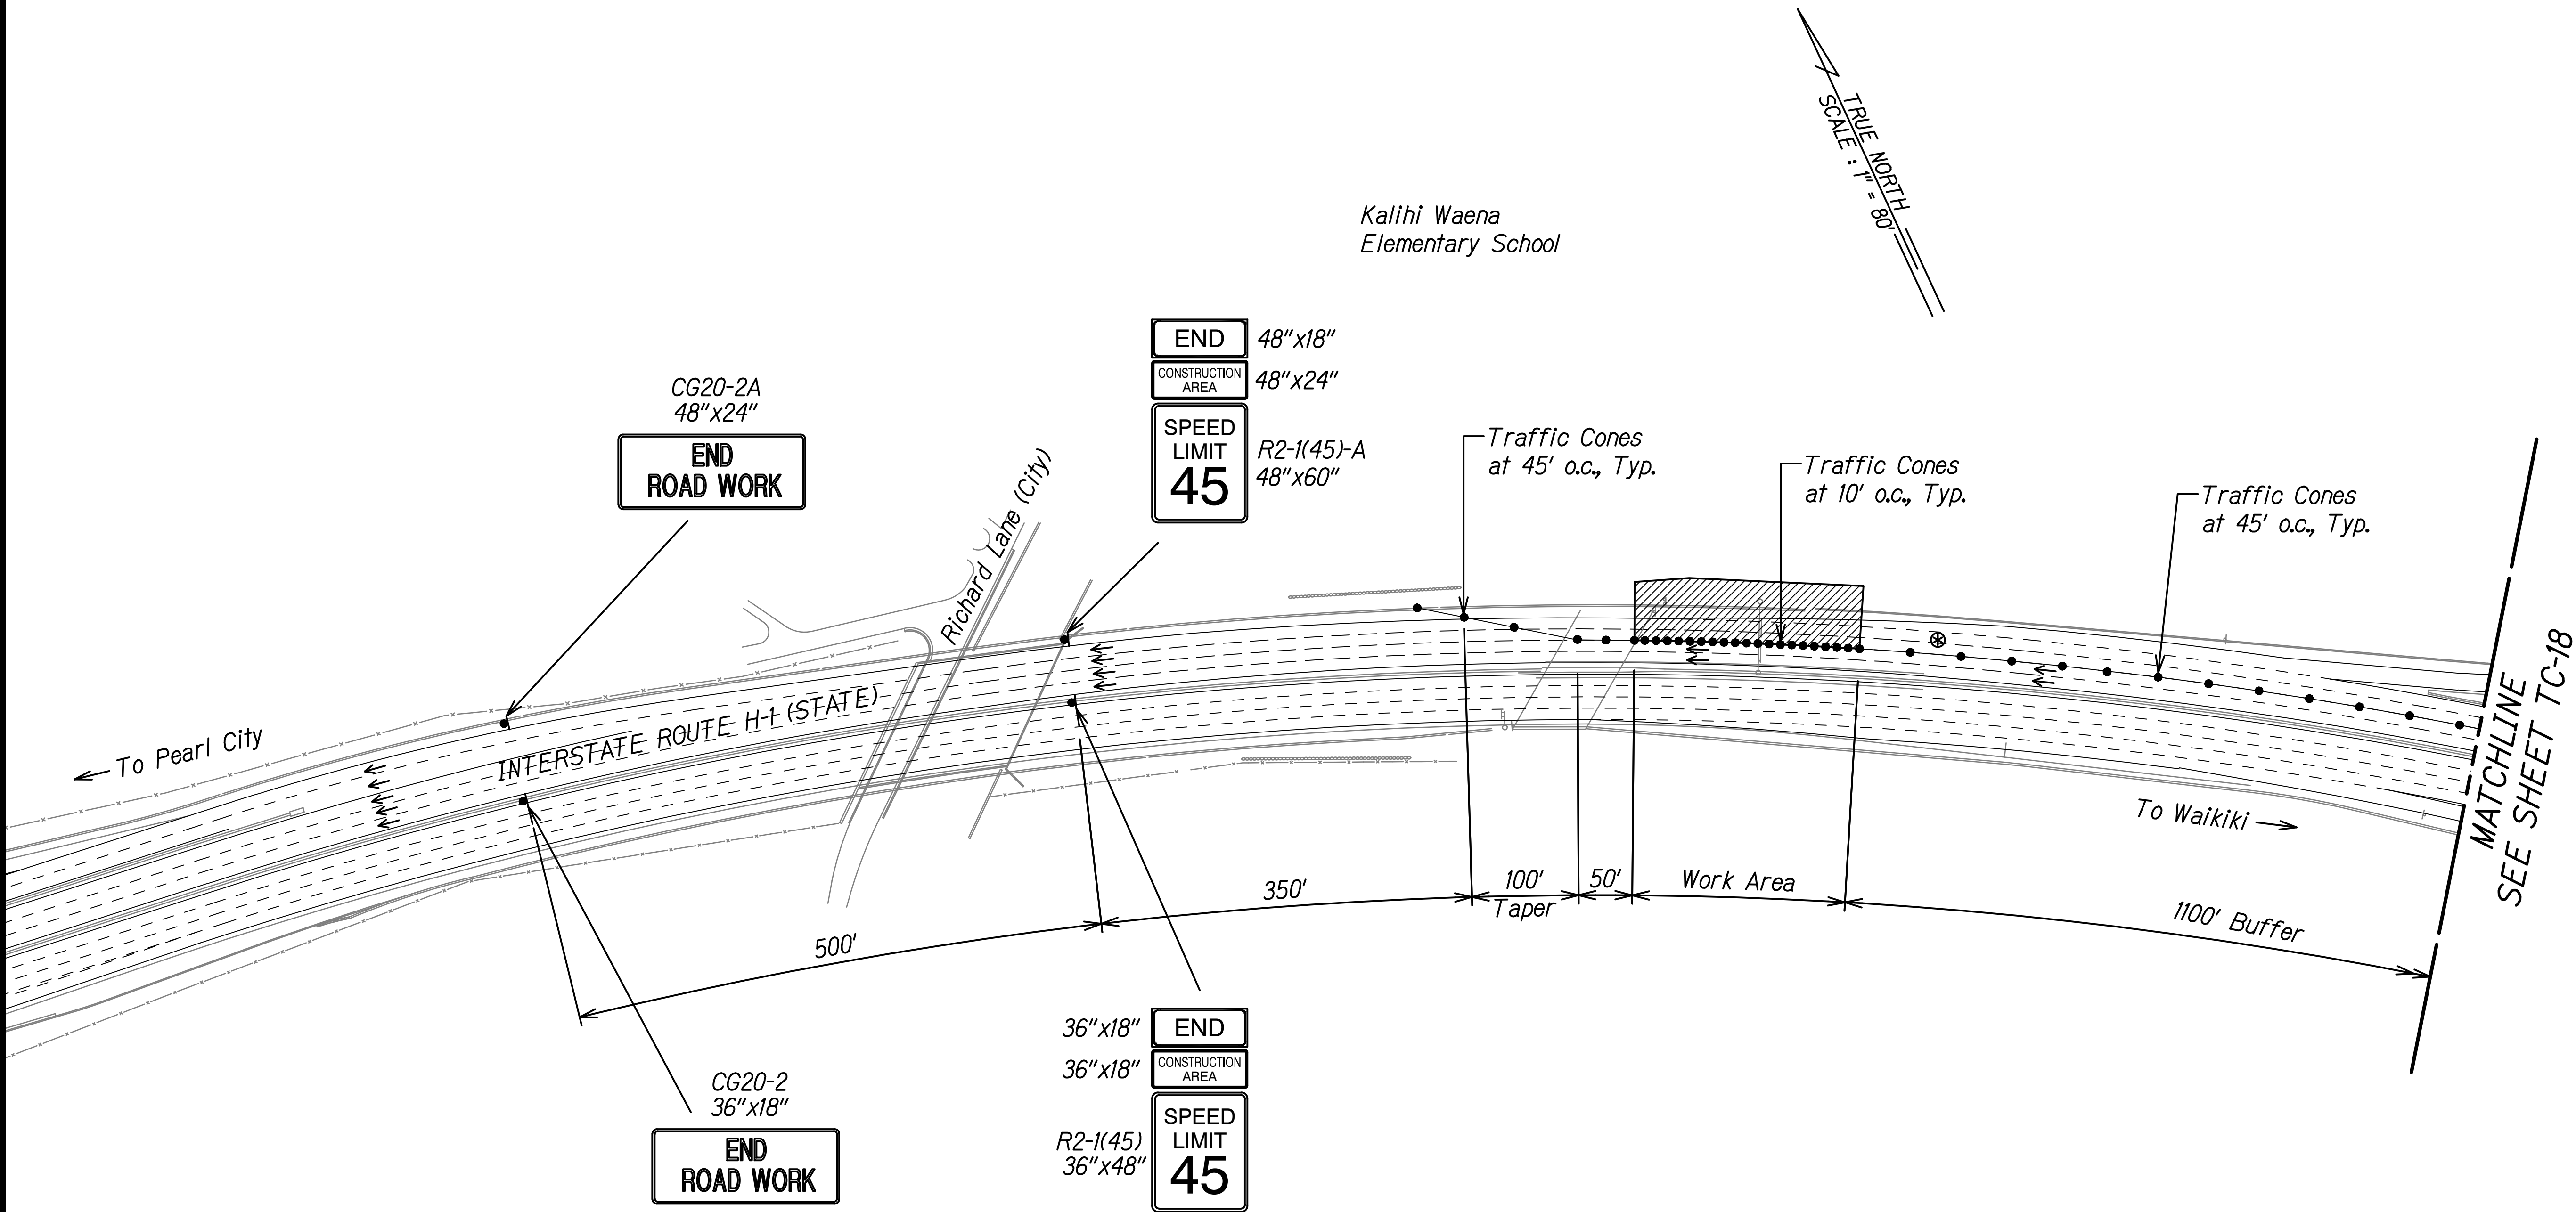 TRUE NORTH
SCALE : 1" = 80'
Kalihi Waena
Elementary School
END 48"x18"
CONSTRUCTION
AREA
48"x24"
SPEED
LIMIT
45
R2-1(45)-A
48"x60"
CG20-2A
48"x24"
END
ROAD WORK
Richard Lane (City)
Traffic Cones
at 45' o.c., Typ.
Traffic Cones
at 10' o.c., Typ.
Traffic Cones
at 45' o.c., Typ.
To Pearl City
INTERSTATE ROUTE H-1 (STATE)
To Waikiki
MATCHLINE
SEE SHEET TC-18
500'
350'
100'
Taper
50'
Work Area
1100' Buffer
CG20-2
36"x18"
END
ROAD WORK
36"x18" END
36"x18"
CONSTRUCTION
AREA
R2-1(45)
36"x48"
SPEED
LIMIT
45